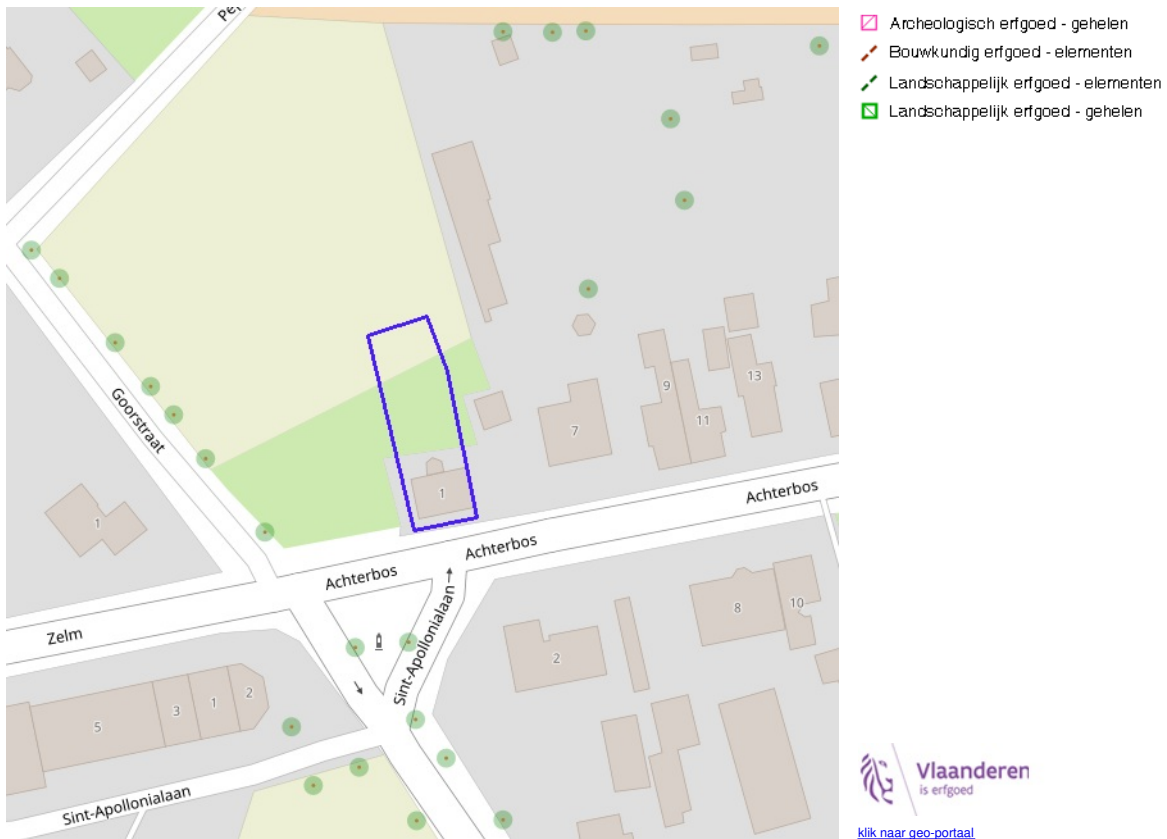 Archeologisch erfgoed - gehelen
Bouwkundig erfgoed - elementen
Landschappelijk erfgoed - elementen
Landschappelijk erfgoed - gehelen
Goorstraat
9
13
7
11
1
1
Achterbos
Achterbos
Achterbos
Zelm
8
10
2
Sint-Apollonialaan
5
3
1
2
Sint-Apollonialaan
Vlaanderen
is erfgoed
klik naar geo-portaal